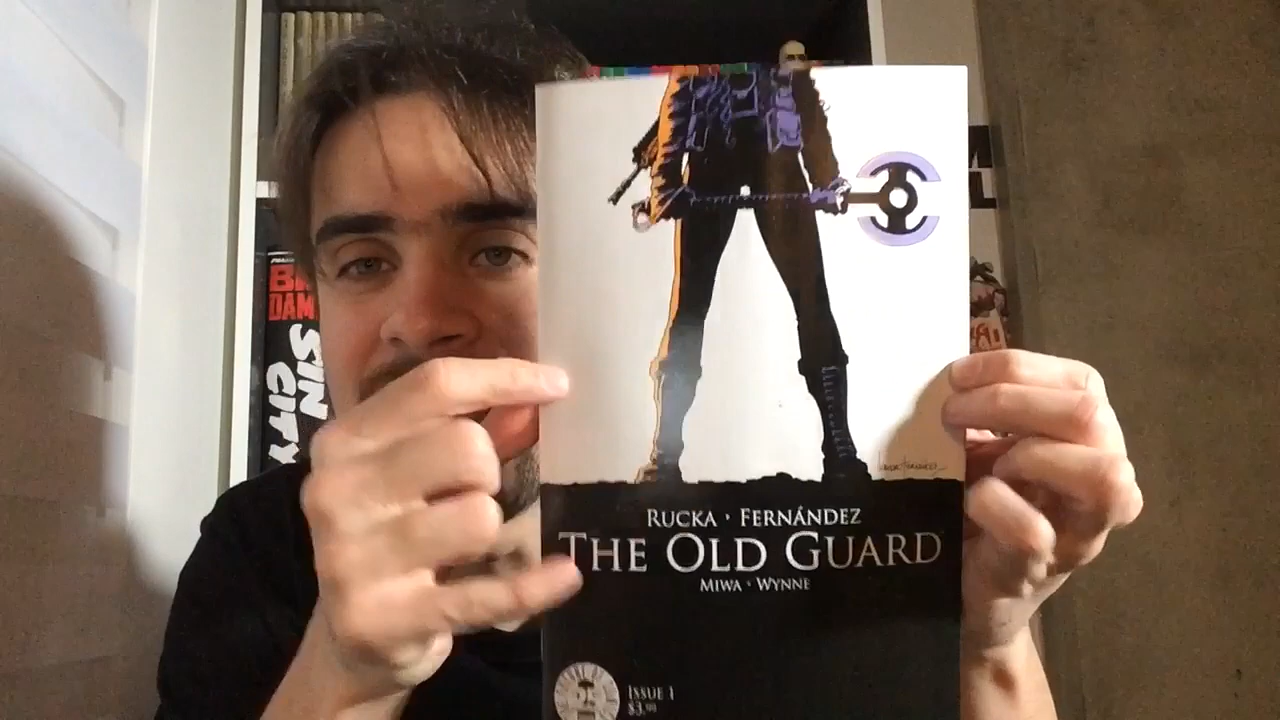 RUCKA · FERNÁNDEZ
THE OLD GUARD
MIWA · WYNNE
ISSUE 1
$3.99
SIN
CITY